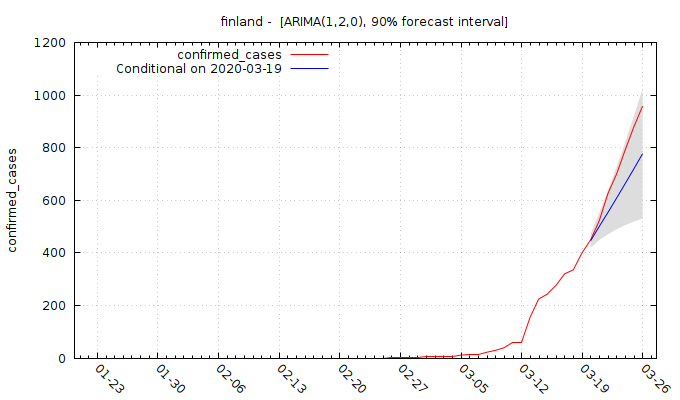 finland -  [ARIMA(1,2,0), 90% forecast interval]
confirmed_cases
Conditional on 2020-03-19
confirmed_cases
1200
1000
800
600
400
200
0
01-23 01-30 02-06 02-13 02-20 02-27 03-05 03-12 03-19 03-26